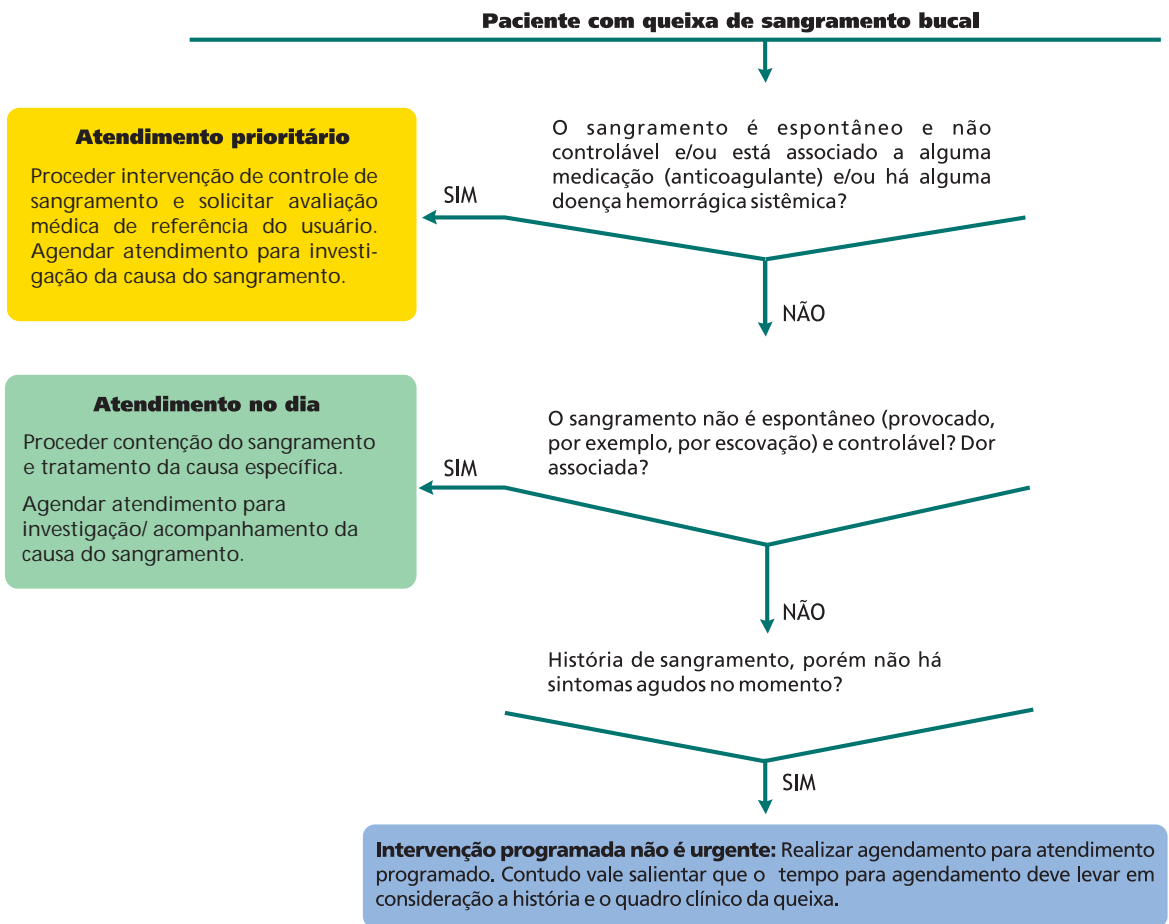 Paciente com queixa de sangramento bucal
O sangramento é espontâneo e não
controlável e/ou está associado a alguma
medicação (anticoagulante) e/ou há alguma
doença hemorrágica sistêmica?
SIM
Atendimento prioritário
Proceder intervenção de controle de
sangramento e solicitar avaliação
médica de referência do usuário.
Agendar atendimento para investi-
gação da causa do sangramento.
NÃO
O sangramento não é espontâneo (provocado,
por exemplo, por escovação) e controlável? Dor
associada?
SIM
Atendimento no dia
Proceder contenção do sangramento
e tratamento da causa específica.
Agendar atendimento para
investigação/ acompanhamento da
causa do sangramento.
NÃO
História de sangramento, porém não há
sintomas agudos no momento?
SIM
Intervenção programada não é urgente: Realizar agendamento para atendimento
programado. Contudo vale salientar que o tempo para agendamento deve levar em
consideração a história e o quadro clínico da queixa.